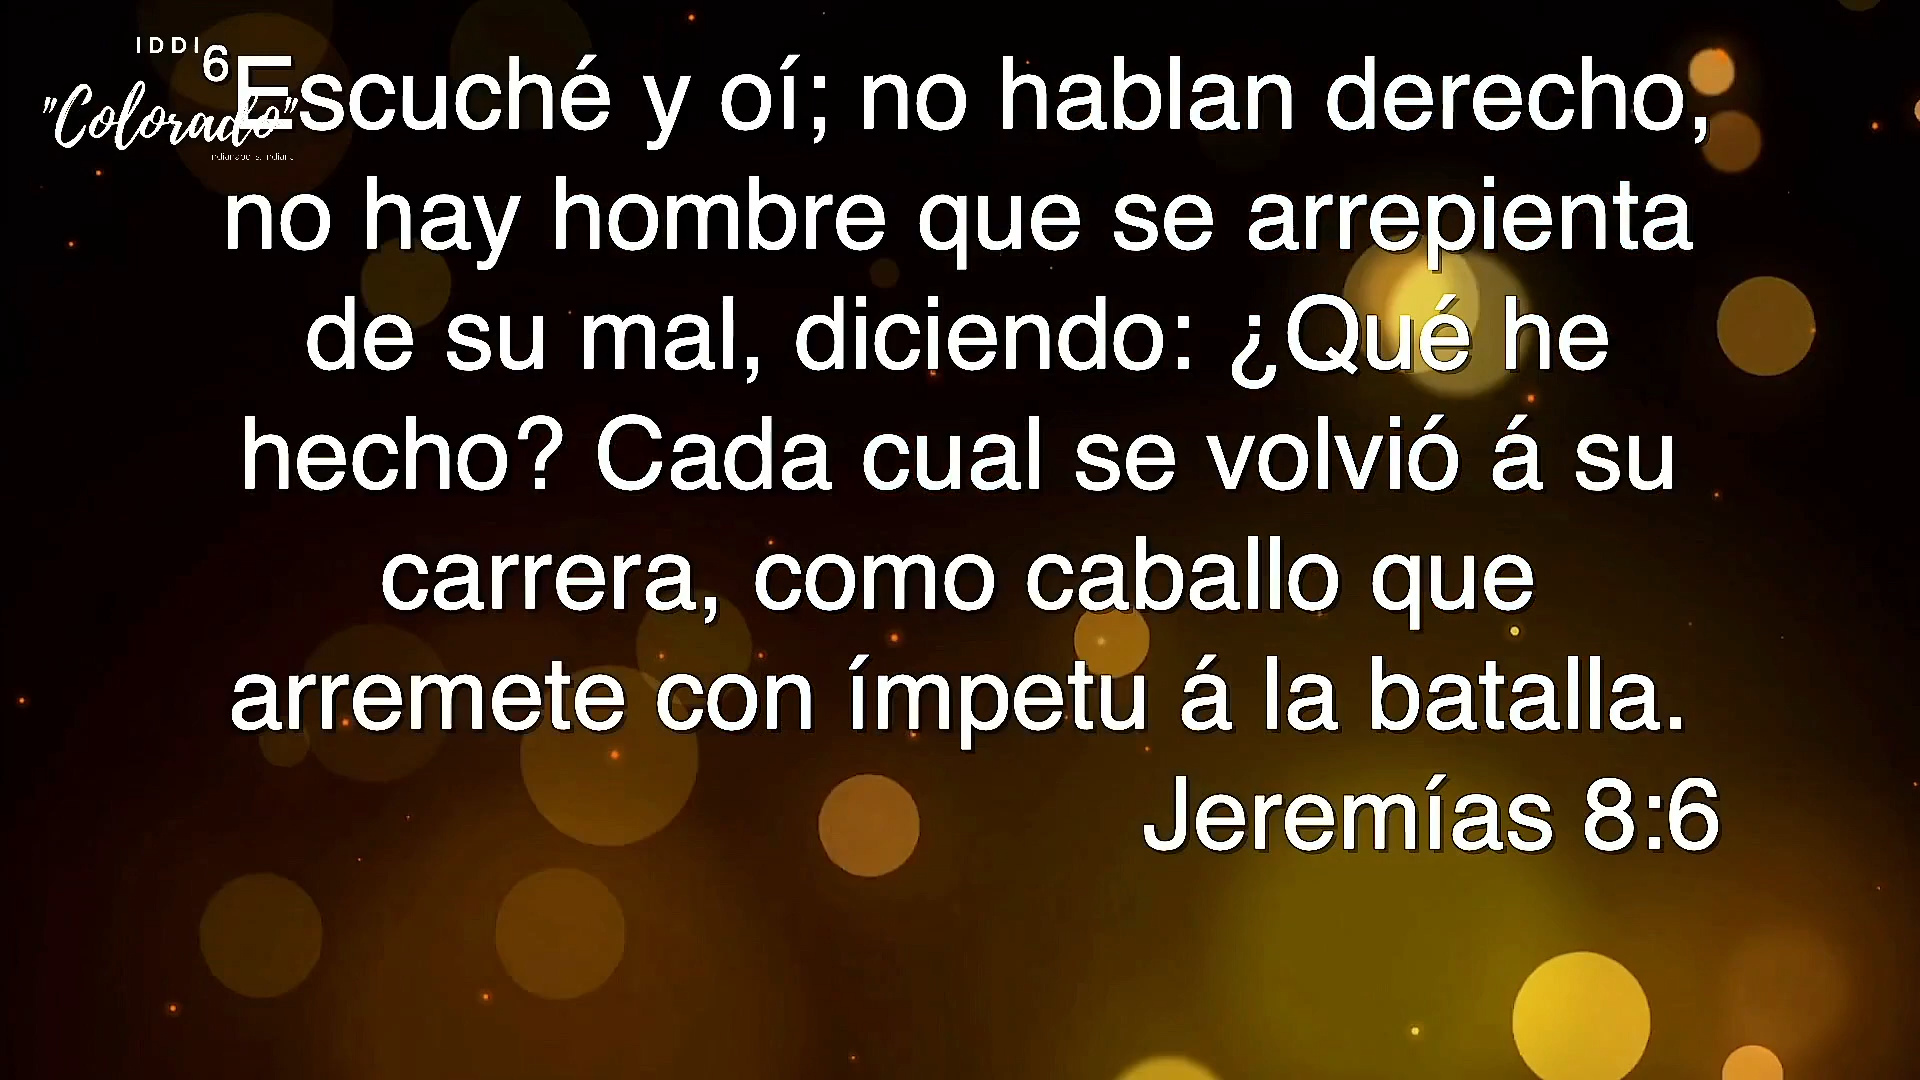 IDDI
"Colorado"
6 Escuché y oí; no hablan derecho,
no hay hombre que se arrepienta
de su mal, diciendo: ¿Qué he
hecho? Cada cual se volvió á su
carrera, como caballo que
arremete con ímpetu á la batalla.
Jeremías 8:6